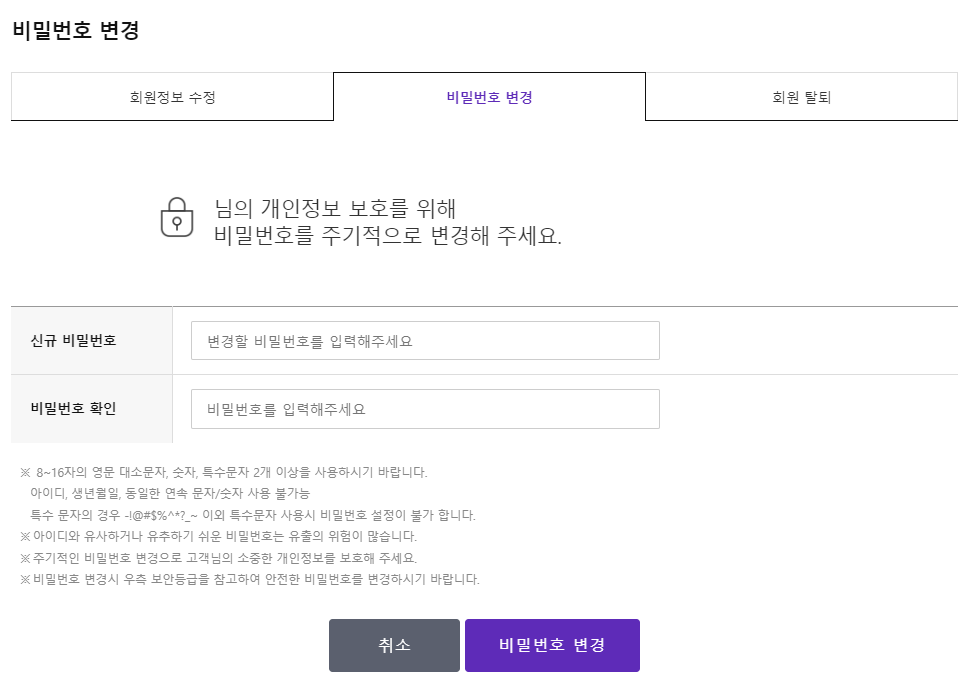 비밀번호 변경
회원정보 수정
비밀번호 변경
회원 탈퇴
님의 개인정보 보호를 위해
비밀번호를 주기적으로 변경해 주세요.
신규 비밀번호
변경할 비밀번호를 입력해주세요
비밀번호 확인
비밀번호를 입력해주세요
※ 8~16자의 영문 대소문자, 숫자, 특수문자 2개 이상을 사용하시기 바랍니다.
아이디, 생년월일, 동일한 연속 문자/숫자 사용 불가능
특수 문자의 경우 -!@#$%^*?_~ 이외 특수문자 사용시 비밀번호 설정이 불가 합니다.
※아이디와 유사하거나 유추하기 쉬운 비밀번호는 유출의 위험이 많습니다.
※주기적인 비밀번호 변경으로 고객님의 소중한 개인정보를 보호해 주세요.
※비밀번호 변경시 우측 보안등급을 참고하여 안전한 비밀번호를 변경하시기 바랍니다.
취소
비밀번호 변경